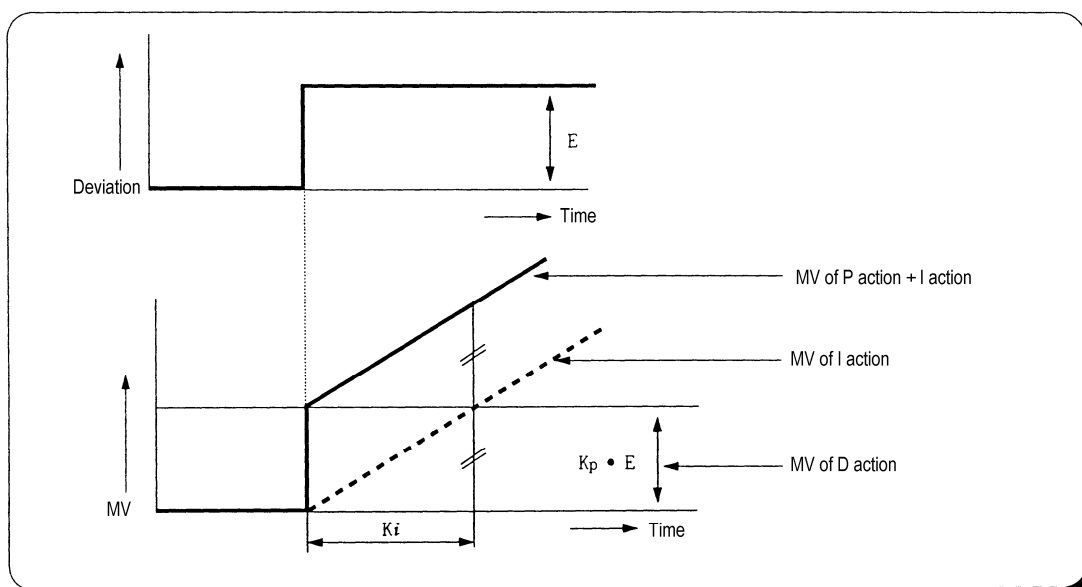 E
Deviation
Time
MV of P action + I action
MV of I action
Kp • E
MV of D action
MV
Time
Ki